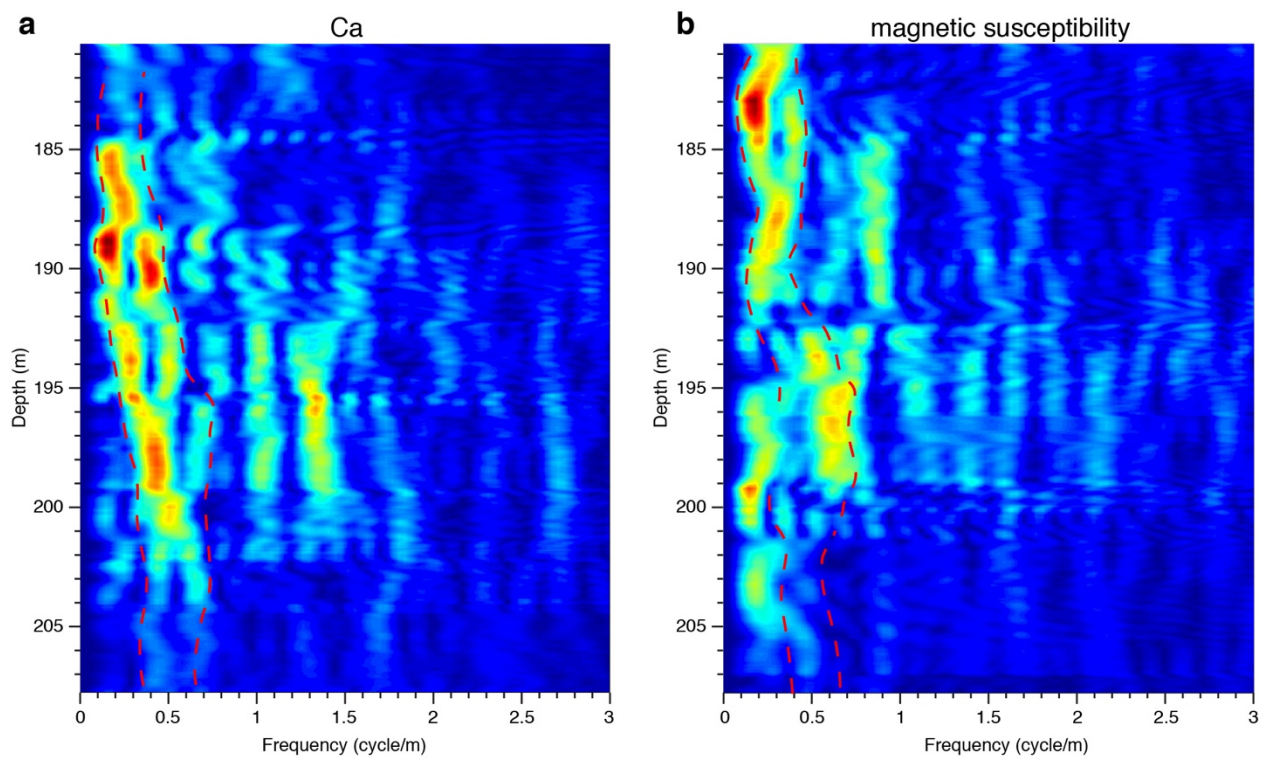 a
Ca
185
190
195
200
205
Depth (m)
0 0.5 1 1.5 2 2.5 3
Frequency (cycle/m)
b
magnetic susceptibility
185
190
195
200
205
Depth (m)
0 0.5 1 1.5 2 2.5 3
Frequency (cycle/m)